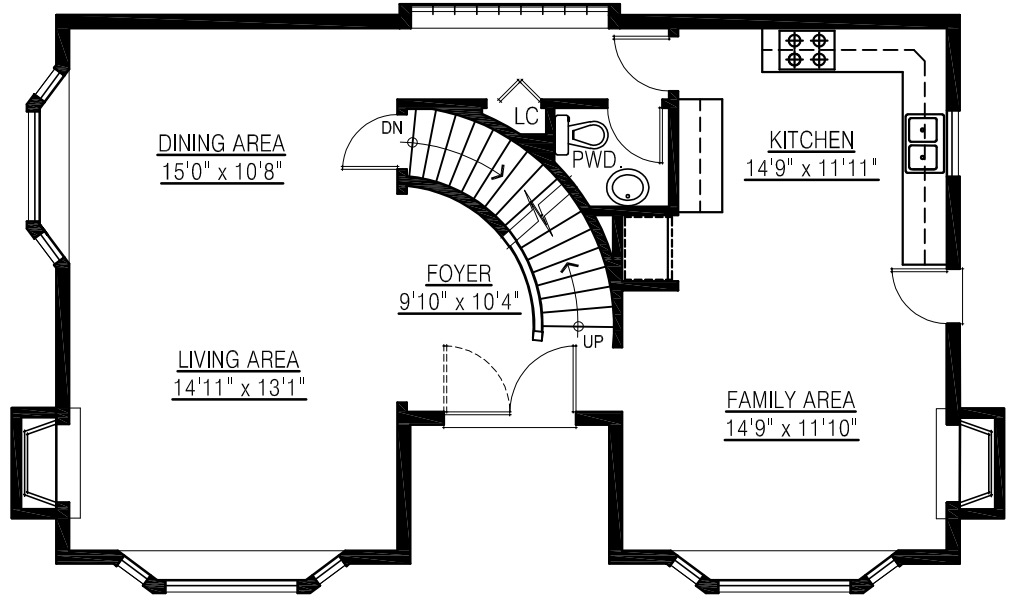 DN
LC
DINING AREA
15'0" x 10'8"
PWD.
KITCHEN
14'9" x 11'11"
FOYER
9'10" x 10'4"
UP
LIVING AREA
14'11" x 13'1"
FAMILY AREA
14'9" x 11'10"